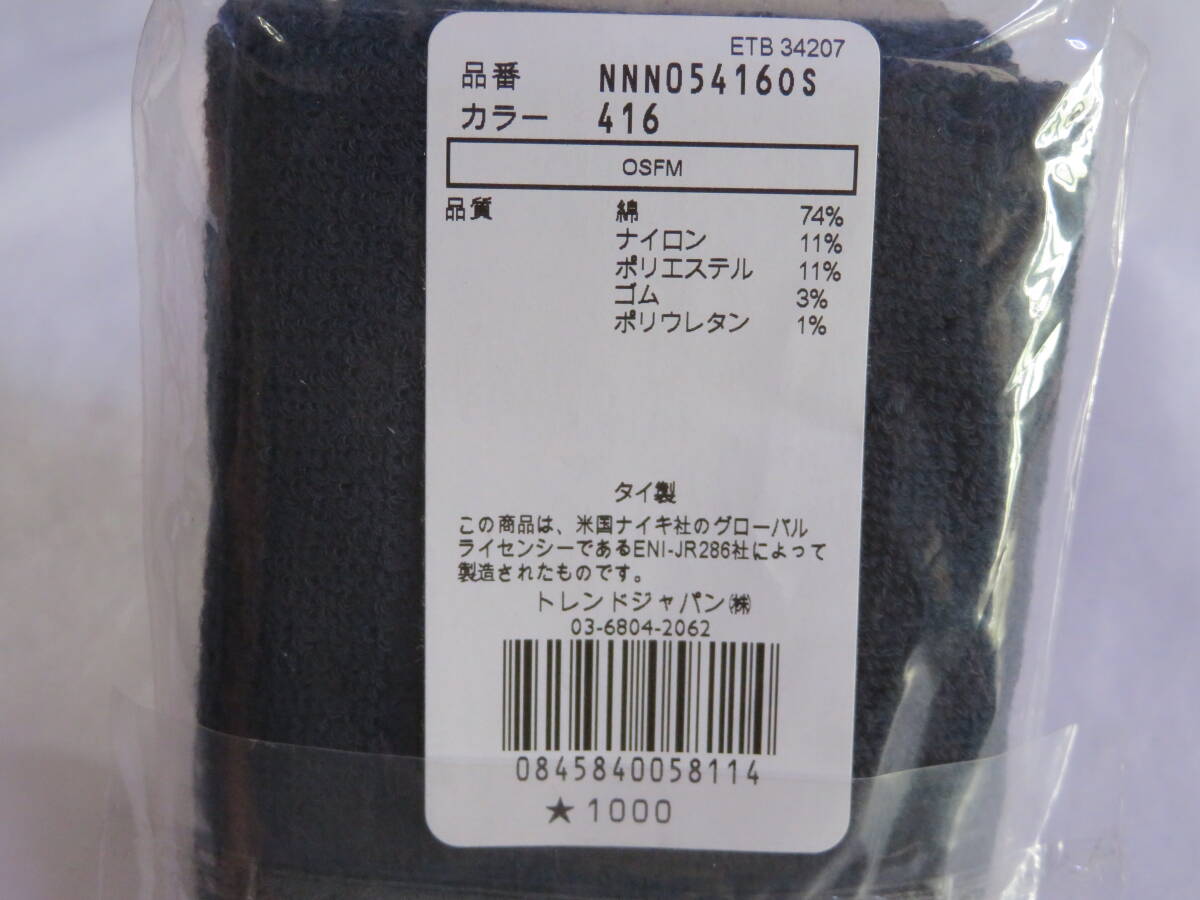 ETB 34207
品番 NNN05416OS
カラー 416
OSFM
品質 綿 74%
ナイロン 11%
ポリエステル 11%
ゴム 3%
ポリウレタン 1%
タイ製
この商品は、米国ナイキ社のグローバル
ライセンシーであるENI-JR286社によって
製造されたものです。
トレンドジャパン㈱
03-6804-2062
0845840058114
★1000